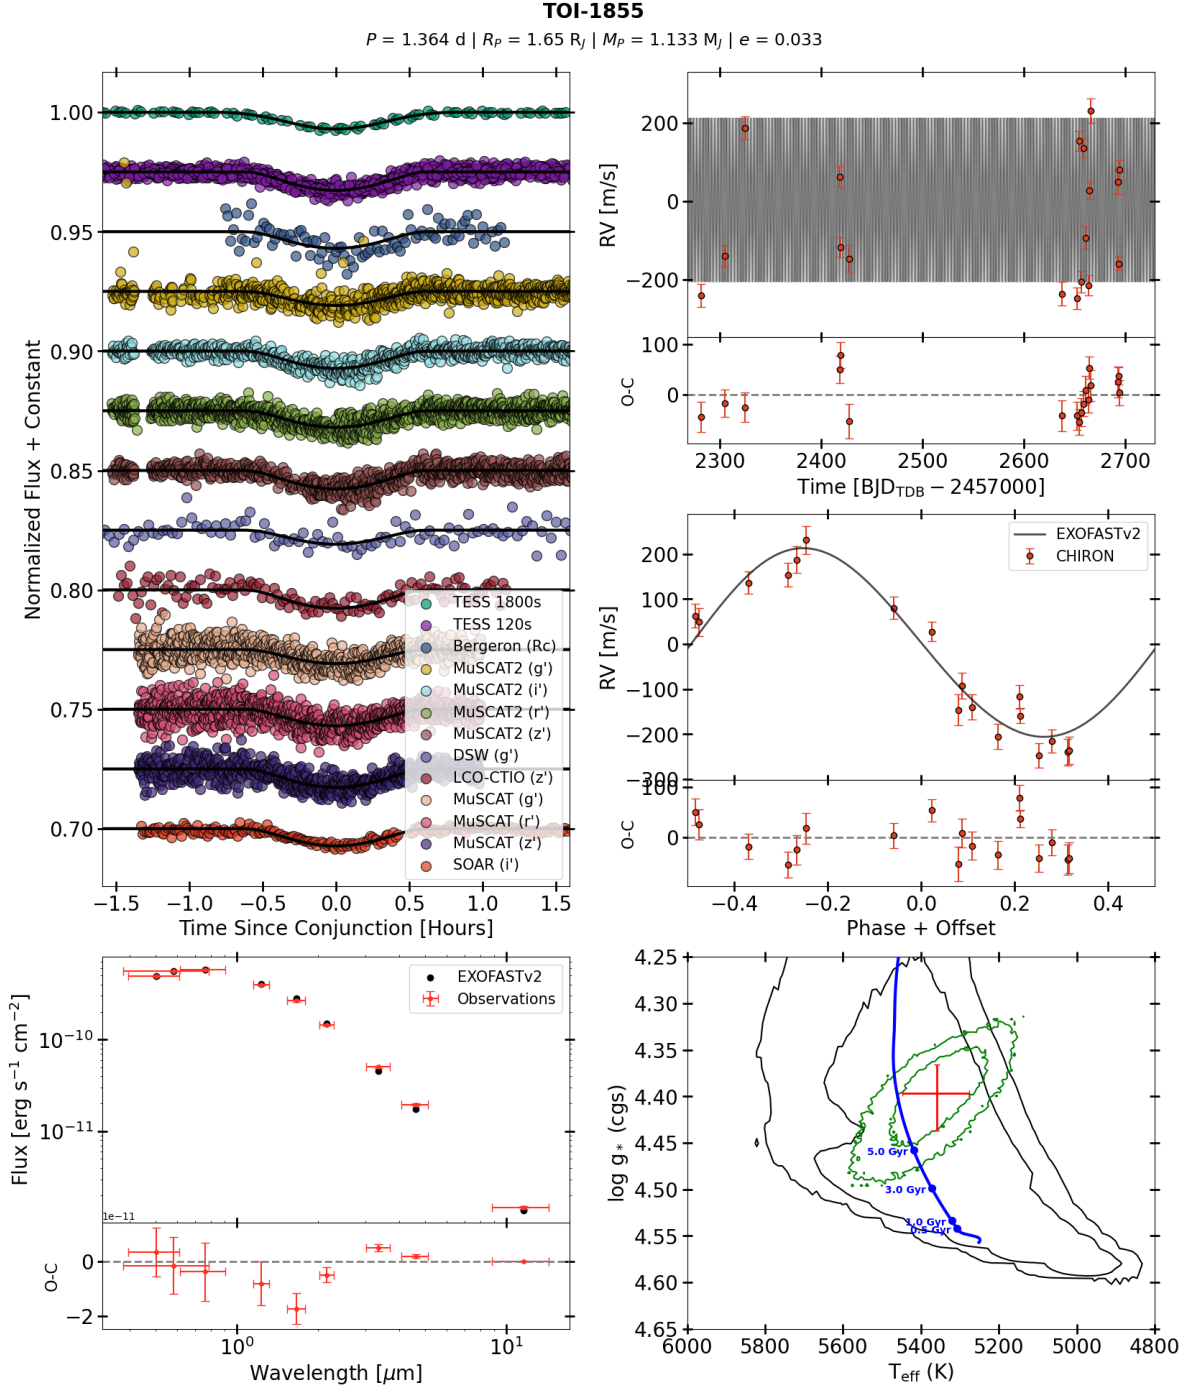 TOI-1855
P = 1.364 d | R_P = 1.65 R_J | M_P = 1.133 M_J | e = 0.033
Normalized Flux + Constant
1.00
0.95
0.90
0.85
0.80
0.75
0.70
TESS 1800s
TESS 120s
Bergeron (Rc)
MuSCAT2 (g')
MuSCAT2 (i')
MuSCAT2 (r')
MuSCAT2 (z')
DSW (g')
LCO-CTIO (z')
MuSCAT (g')
MuSCAT (r')
MuSCAT (z')
SOAR (i')
−1.5 −1.0 −0.5 0.0 0.5 1.0 1.5
Time Since Conjunction [Hours]
RV [m/s]
200
0
−200
O-C
100
0
2300 2400 2500 2600 2700
Time [BJD_TDB − 2457000]
EXOFASTv2
CHIRON
RV [m/s]
200
100
0
−100
−200
−300
O-C
100
0
−0.4 −0.2 0.0 0.2 0.4
Phase + Offset
EXOFASTv2
Observations
Flux [erg s⁻¹ cm⁻²]
10⁻¹⁰
10⁻¹¹
1e−11
O-C
0
−2
10⁰ 10¹
Wavelength [μm]
log g* (cgs)
4.25
4.30
4.35
4.40
4.45
4.50
4.55
4.60
4.65
5.0 Gyr
3.0 Gyr
1.0 Gyr
0.5 Gyr
6000 5800 5600 5400 5200 5000 4800
T_eff (K)